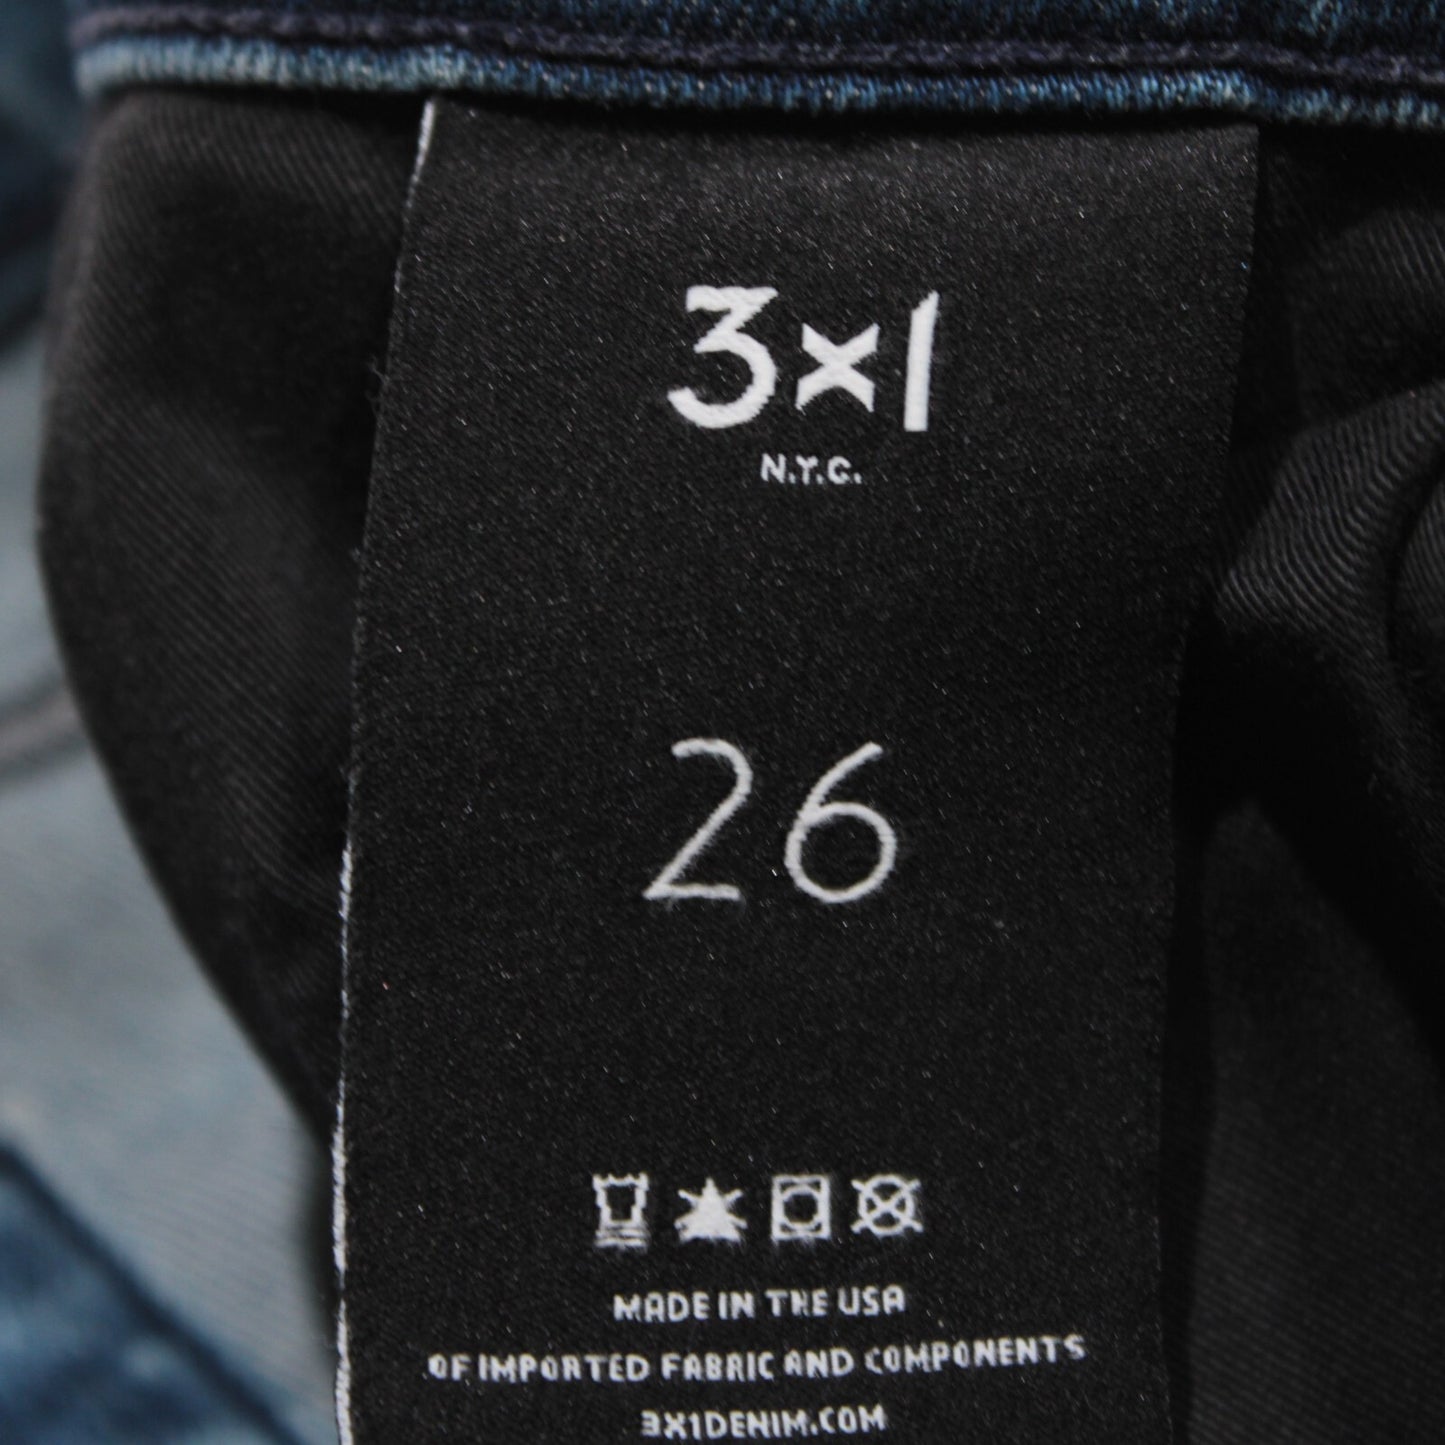 3x1
N.Y.C.
26
MADE IN THE USA
OF IMPORTED FABRIC AND COMPONENTS
3X1DENIM.COM